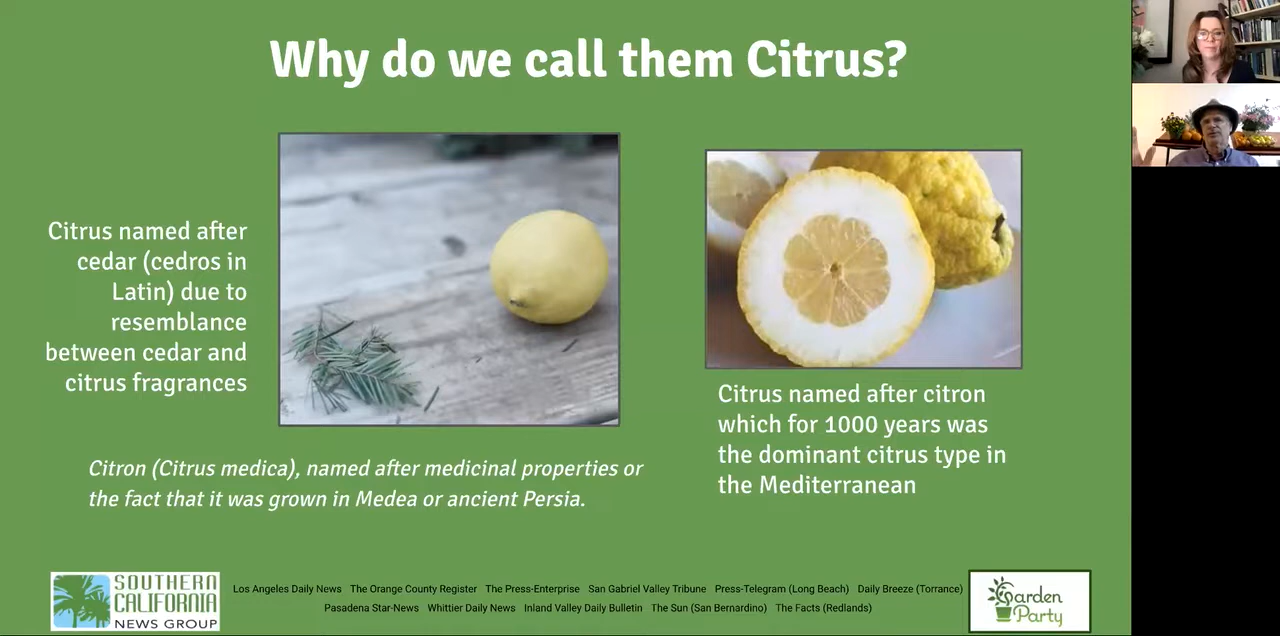 Why do we call them Citrus?
Citrus named after
cedar (cedros in
Latin) due to
resemblance
between cedar and
citrus fragrances
Citrus named after citron
which for 1000 years was
the dominant citrus type in
the Mediterranean
Citron (Citrus medica), named after medicinal properties or
the fact that it was grown in Medea or ancient Persia.
SOUTHERN
CALIFORNIA
NEWS GROUP
Los Angeles Daily News The Orange County Register The Press-Enterprise San Gabriel Valley Tribune Press-Telegram (Long Beach) Daily Breeze (Torrance)
Pasadena Star-News Whittier Daily News Inland Valley Daily Bulletin The Sun (San Bernardino) The Facts (Redlands)
Garden
Party